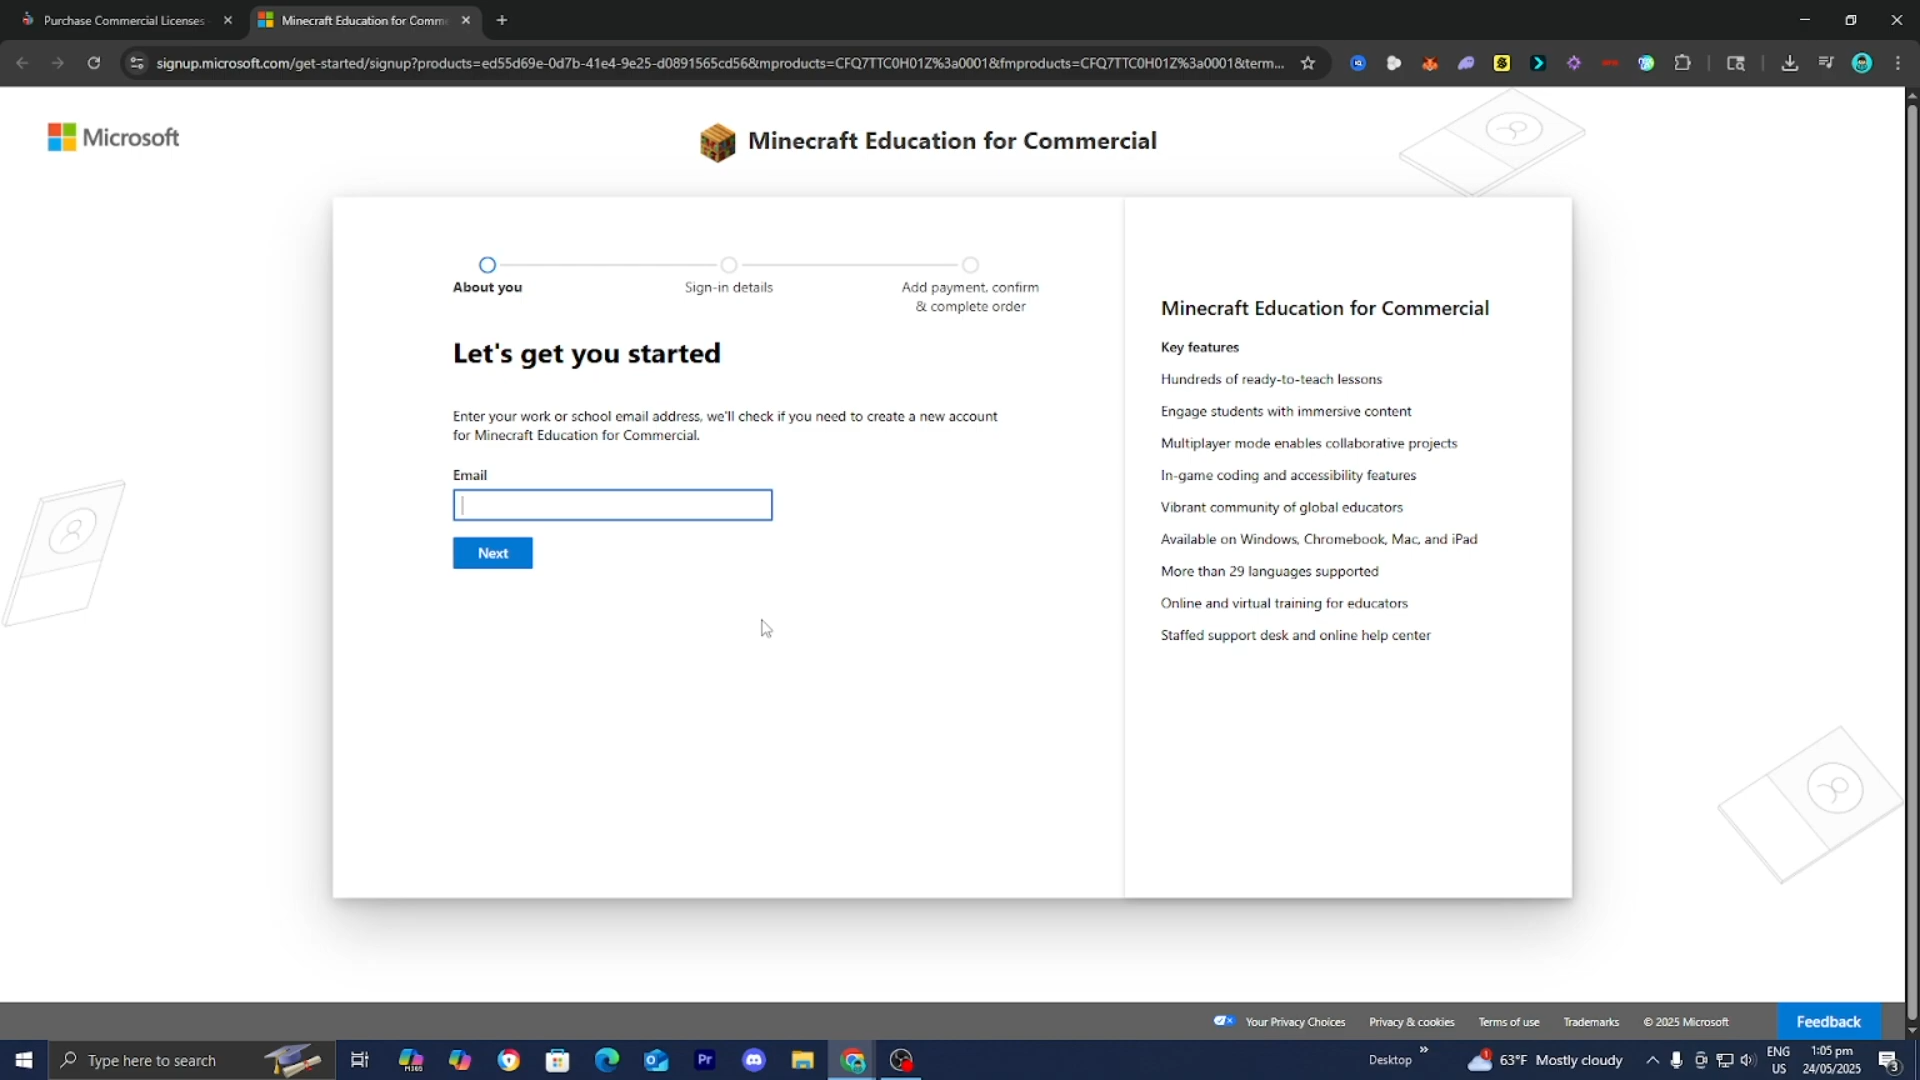 Purchase Commercial Licenses
Minecraft Education for Comme
signup.microsoft.com/get-started/signup?products=ed55d69e-0d7b-41e4-9e25-d0891565cd56&mproducts=CFQ7TTC0H01Z%3a0001&fmproducts=CFQ7TTC0H01Z%3a0001&term...
Microsoft
Minecraft Education for Commercial
About you
Sign-in details
Add payment, confirm
& complete order
Let's get you started
Enter your work or school email address, we'll check if you need to create a new account
for Minecraft Education for Commercial.
Email
Next
Minecraft Education for Commercial
Key features
Hundreds of ready-to-teach lessons
Engage students with immersive content
Multiplayer mode enables collaborative projects
In-game coding and accessibility features
Vibrant community of global educators
Available on Windows, Chromebook, Mac, and iPad
More than 29 languages supported
Online and virtual training for educators
Staffed support desk and online help center
Your Privacy Choices
Privacy & cookies
Terms of use
Trademarks
© 2025 Microsoft
Feedback
Type here to search
M365
Pr
Desktop
1
63°F Mostly cloudy
ENG
US
1:05 pm
24/05/2025
3